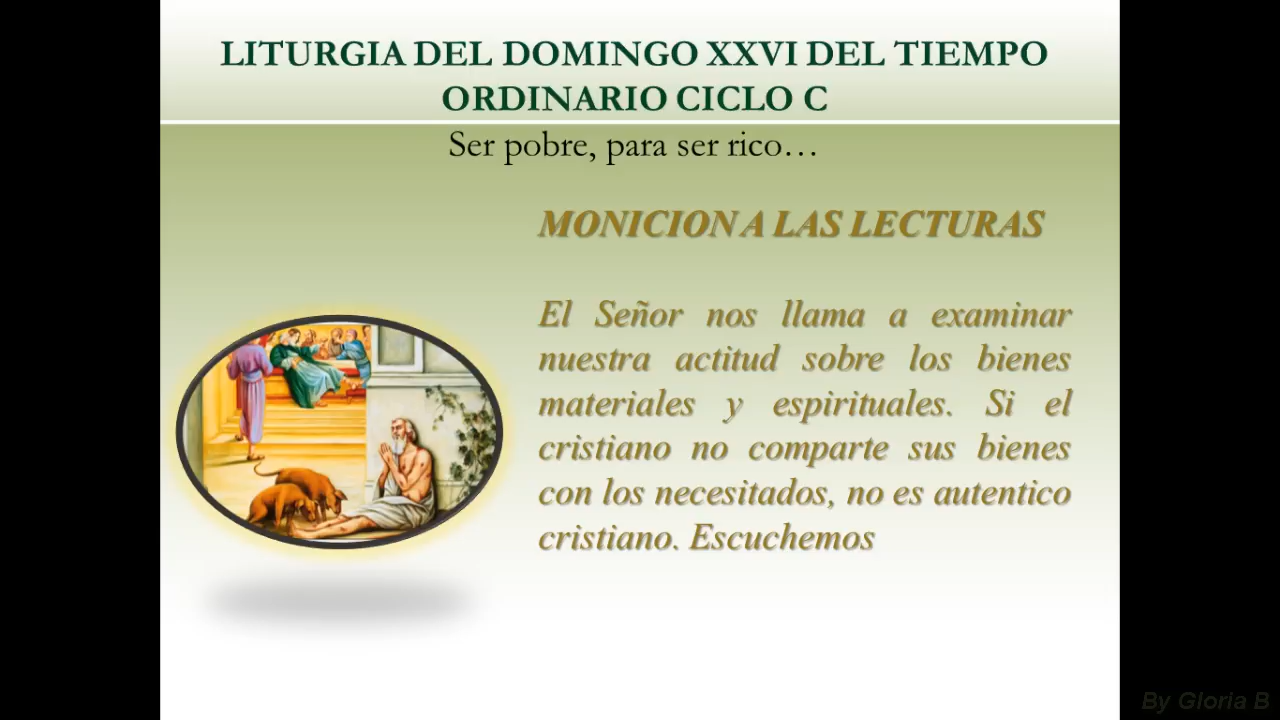 LITURGIA DEL DOMINGO XXVI DEL TIEMPO
ORDINARIO CICLO C
Ser pobre, para ser rico…
MONICION A LAS LECTURAS
El Señor nos llama a examinar
nuestra actitud sobre los bienes
materiales y espirituales. Si el
cristiano no comparte sus bienes
con los necesitados, no es autentico
cristiano. Escuchemos
By Gloria B